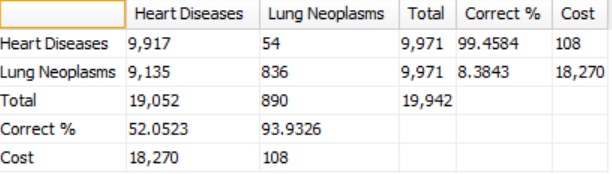 Heart Diseases Lung Neoplasms Total Correct % Cost
Heart Diseases 9,917 54 9,971 99.4584 108
Lung Neoplasms 9,135 836 9,971 8.3843 18,270
Total 19,052 890 19,942
Correct % 52.0523 93.9326
Cost 18,270 108